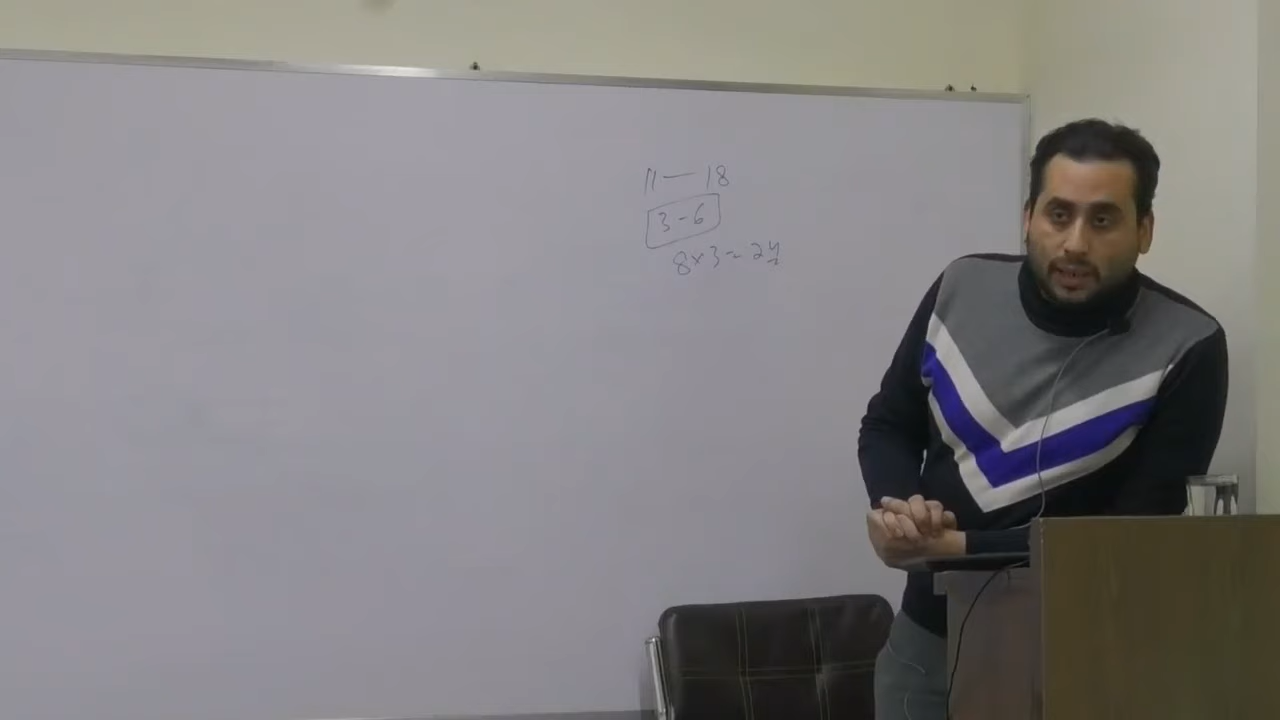 11 — 18
3 - 6
8 x 3 = 24